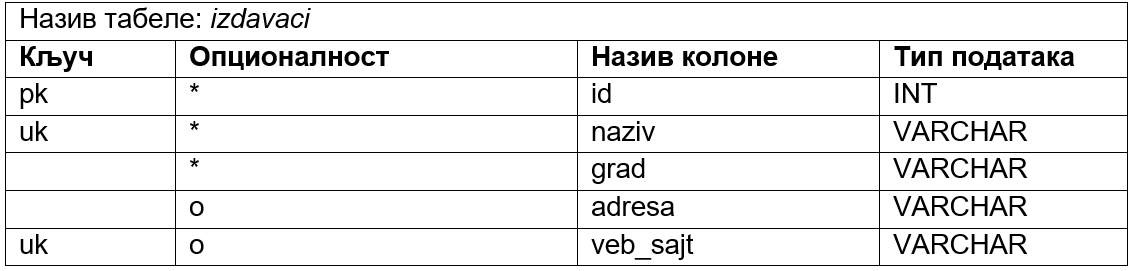 Назив табеле: izdavaci
Кључ Опционалност Назив колоне Тип података
pk * id INT
uk * naziv VARCHAR
* grad VARCHAR
o adresa VARCHAR
uk o veb_sajt VARCHAR